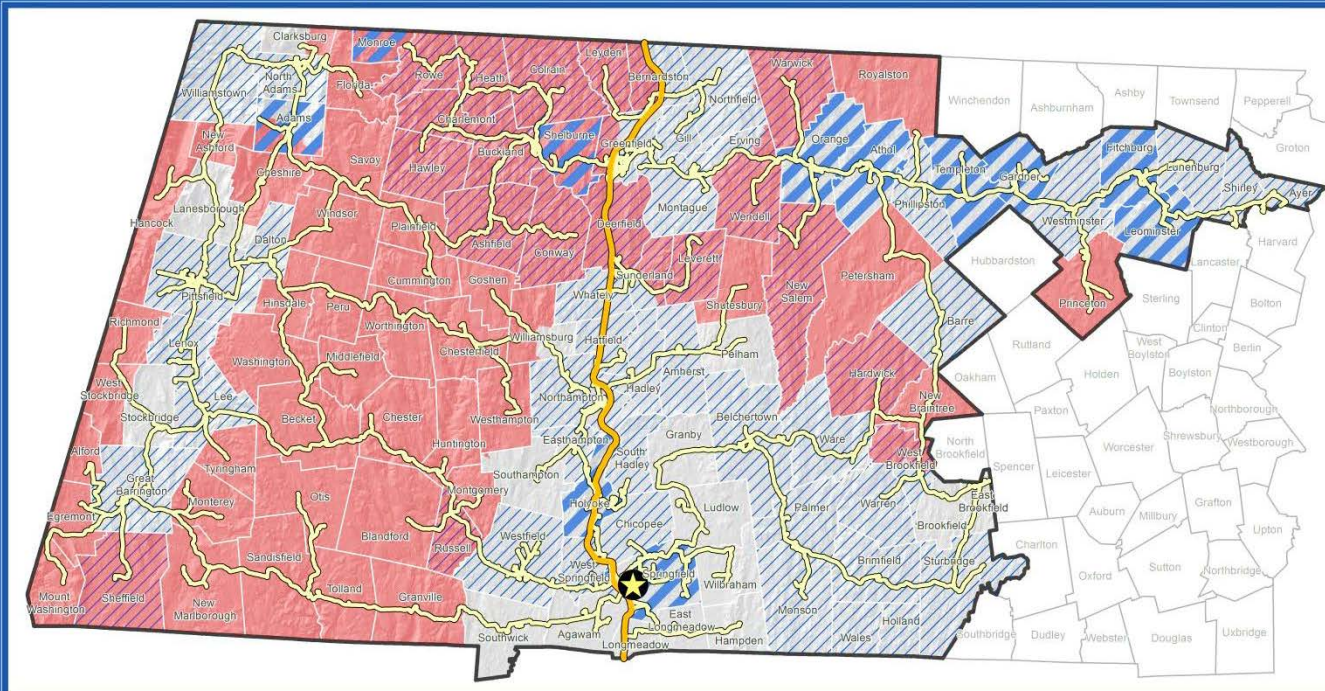 Clarksburg
Monroe
Leyden
Rowe
Heath
Colrain
Bernardston
Warwick
Royalston
Winchendon
Ashburnham
Ashby
Townsend
Pepperell
Groton
Williamstown
North
Adams
Florida
Northfield
Adams
Charlemont
Shelburne
Greenfield
Gill
Erving
Orange
Athol
Templeton
Gardner
Fitchburg
Lunenburg
Shirley
Ayer
New
Ashford
Savoy
Hawley
Buckland
Cheshire
Montague
Wendell
Phillipston
Westminster
Leominster
Lanesborough
Hancock
Windsor
Plainfield
Ashfield
Conway
Deerfield
Dalton
Leverett
Sunderland
Petersham
Hubbardston
Lancaster
Harvard
Pittsfield
Cummington
Goshen
Whately
Shutesbury
New
Salem
Princeton
Sterling
Bolton
Hinsdale
Peru
Worthington
Williamsburg
Hatfield
Pelham
Barre
Richmond
Lenox
Washington
Middlefield
Chesterfield
Amherst
Hadley
Rutland
Clinton
West
Boylston
Berlin
West
Stockbridge
Lee
Stockbridge
Becket
Chester
Westhampton
Northampton
Belchertown
Hardwick
New
Braintree
Oakham
Holden
Boylston
Paxton
Northborough
Alford
Tyringham
Huntington
Easthampton
Southampton
South
Hadley
Granby
Ware
West
Brookfield
North
Brookfield
Spencer
Leicester
Worcester
Shrewsbury
Westborough
Great
Barrington
Monterey
Otis
Montgomery
Holyoke
Ludlow
Palmer
Warren
East
Brookfield
Brookfield
Auburn
Millbury
Grafton
Upton
Egremont
Sandisfield
Blandford
Russell
Westfield
Chicopee
West
Springfield
Springfield
Wilbraham
Brimfield
Sturbridge
Charlton
Oxford
Sutton
Northbridge
Mount
Washington
Sheffield
New
Marlborough
Tolland
Granville
Southwick
Agawam
Longmeadow
East
Longmeadow
Hampden
Monson
Wales
Holland
Southbridge
Dudley
Webster
Douglas
Uxbridge